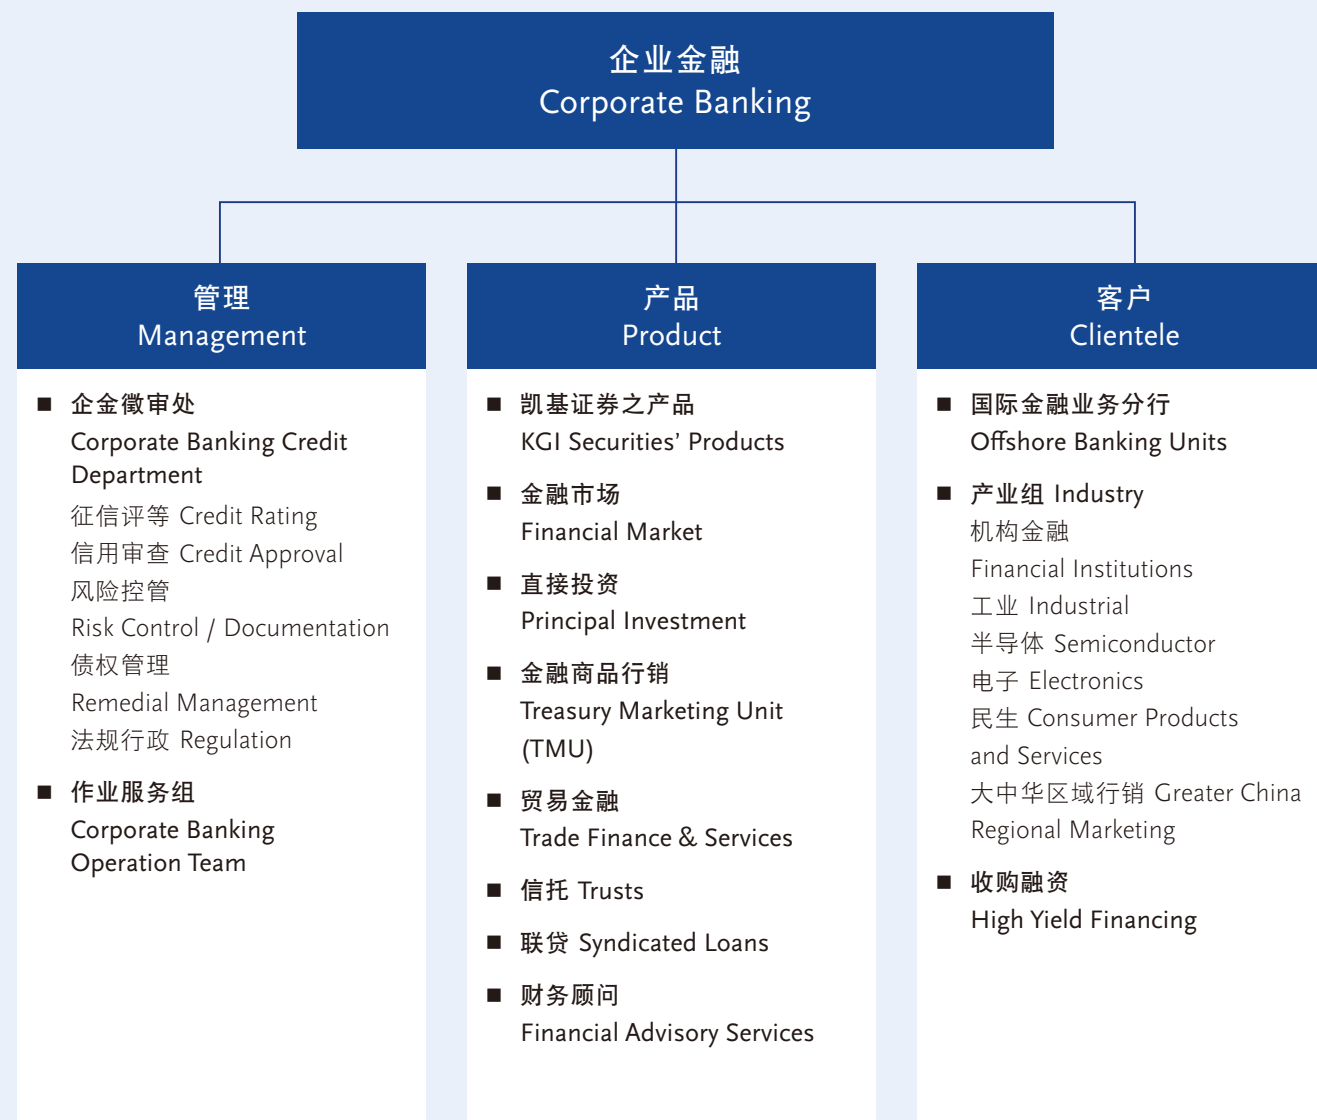 企业金融
Corporate Banking
管理
Management
■ 企金徵审处
Corporate Banking Credit
Department
征信评等 Credit Rating
信用审查 Credit Approval
风险控管
Risk Control / Documentation
债权管理
Remedial Management
法规行政 Regulation
■ 作业服务组
Corporate Banking
Operation Team
产品
Product
■ 凯基证券之产品
KGI Securities’ Products
■ 金融市场
Financial Market
■ 直接投资
Principal Investment
■ 金融商品行销
Treasury Marketing Unit
(TMU)
■ 贸易金融
Trade Finance & Services
■ 信托 Trusts
■ 联贷 Syndicated Loans
■ 财务顾问
Financial Advisory Services
客户
Clientele
■ 国际金融业务分行
Offshore Banking Units
■ 产业组 Industry
机构金融
Financial Institutions
工业 Industrial
半导体 Semiconductor
电子 Electronics
民生 Consumer Products
and Services
大中华区域行销 Greater China
Regional Marketing
■ 收购融资
High Yield Financing